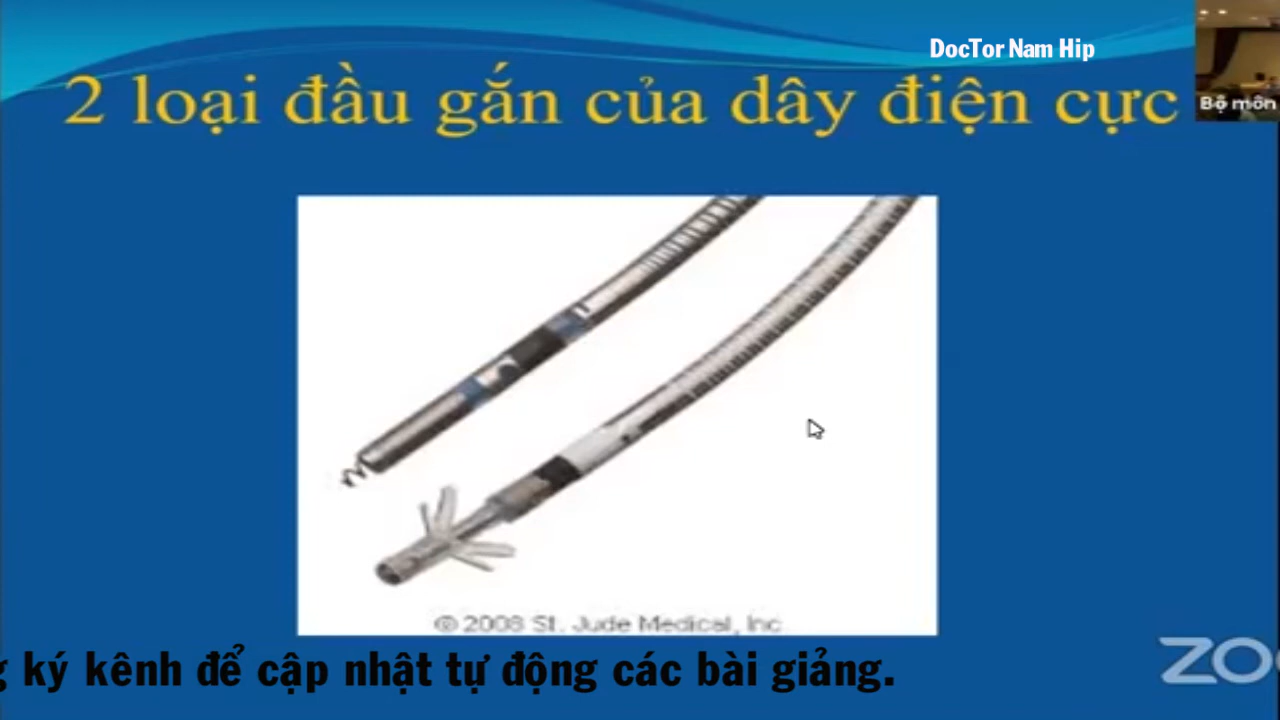 DocTor Nam Hip
2 loại đầu gắn của dây điện cực
Bộ môn
© 2008 St. Jude Medical, Inc
ký kênh để cập nhật tự động các bài giảng.